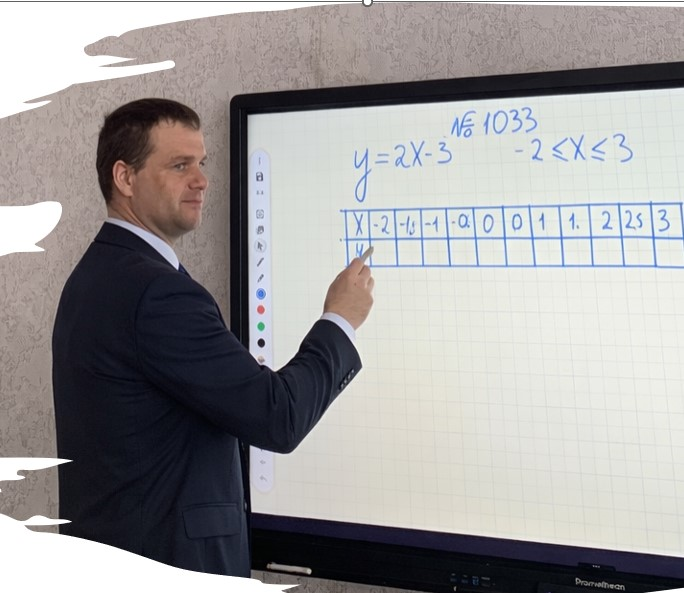 № 1033
y = 2x - 3   -2 ≤ x ≤ 3
x -2 -1,5 -1 -0. 0 0 1 1. 2 2,5 3
y
Promethean